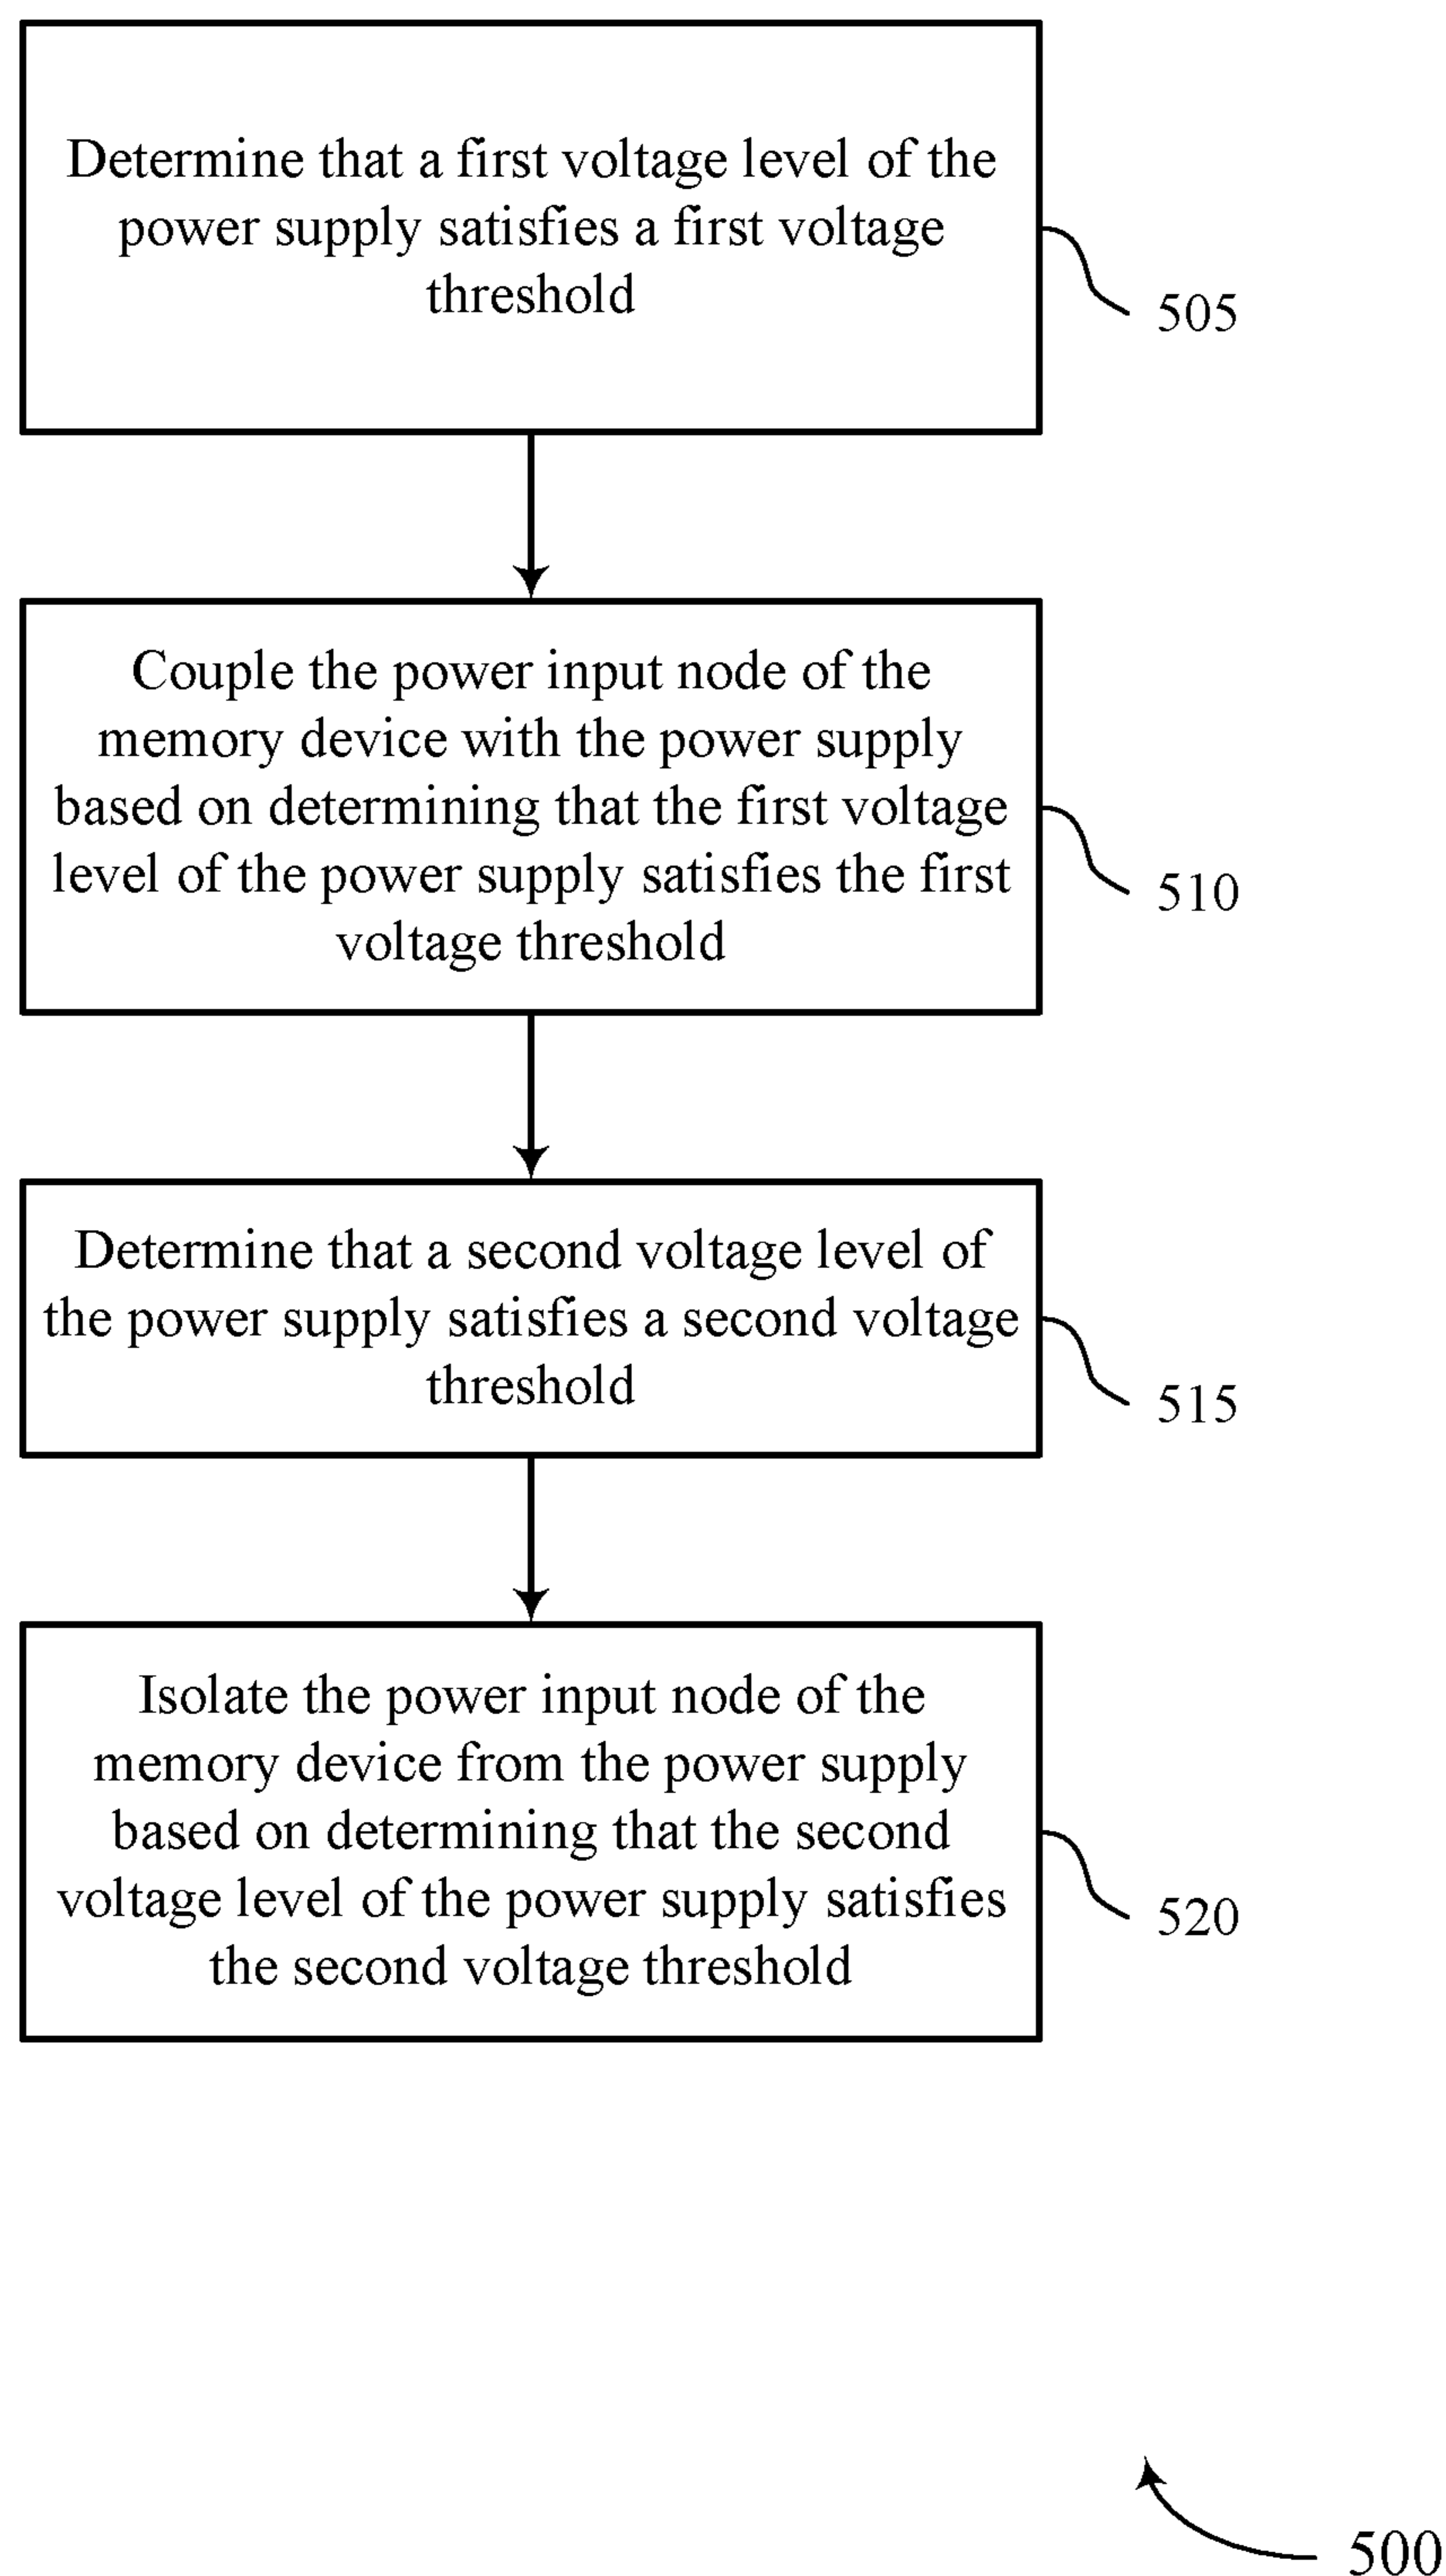 Determine that a first voltage level of the
power supply satisfies a first voltage
threshold
505
Couple the power input node of the
memory device with the power supply
based on determining that the first voltage
level of the power supply satisfies the first
voltage threshold
510
Determine that a second voltage level of
the power supply satisfies a second voltage
threshold
515
Isolate the power input node of the
memory device from the power supply
based on determining that the second
voltage level of the power supply satisfies
the second voltage threshold
520
500